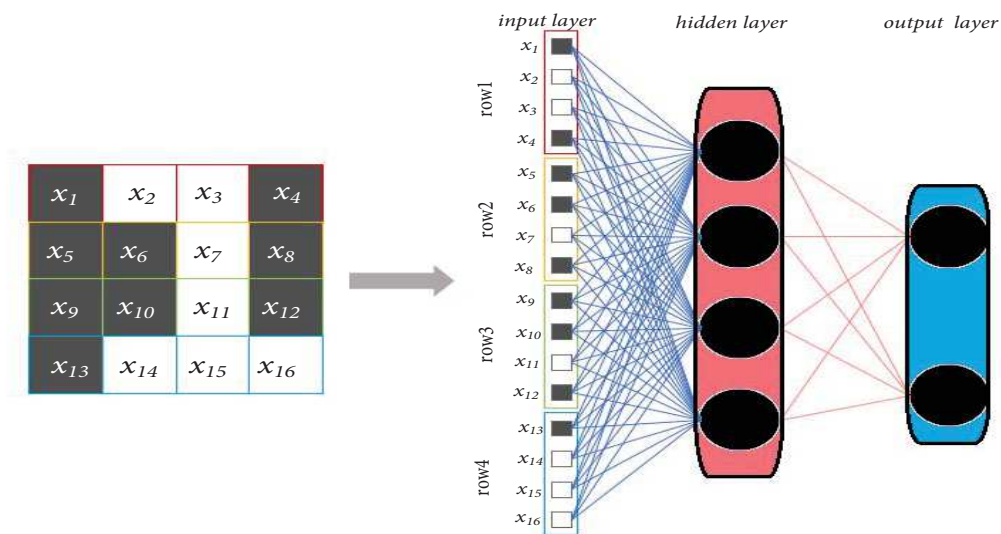 input layer hidden layer output layer
x1 x2 x3 x4
x5 x6 x7 x8
x9 x10 x11 x12
x13 x14 x15 x16
row1
x1
x2
x3
x4
row2
x5
x6
x7
x8
row3
x9
x10
x11
x12
row4
x13
x14
x15
x16